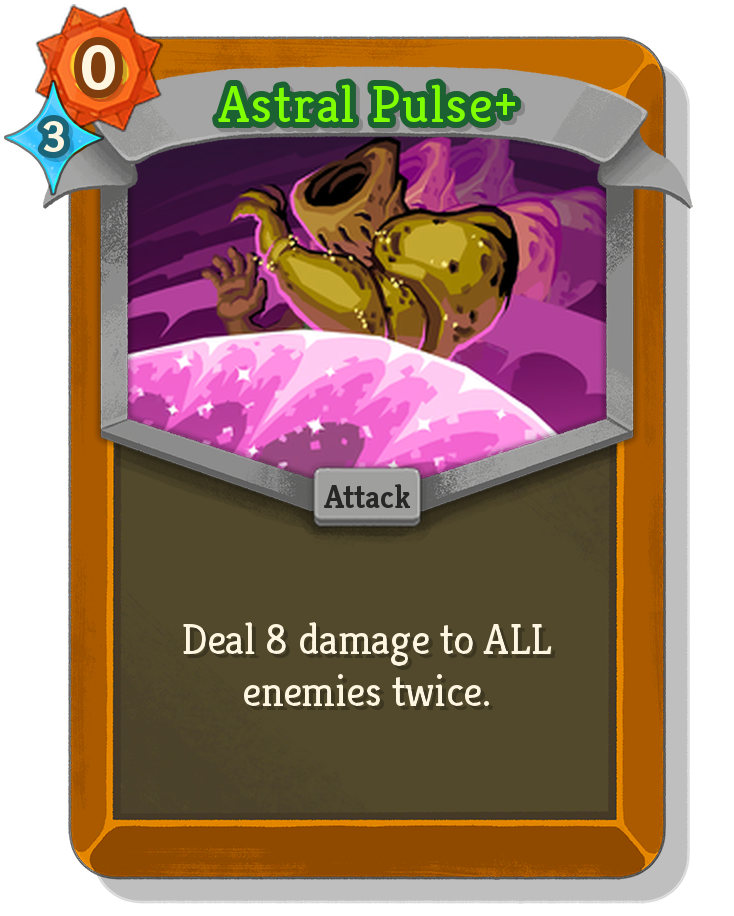 0
Astral Pulse+
3
Attack
Deal 8 damage to ALL
enemies twice.